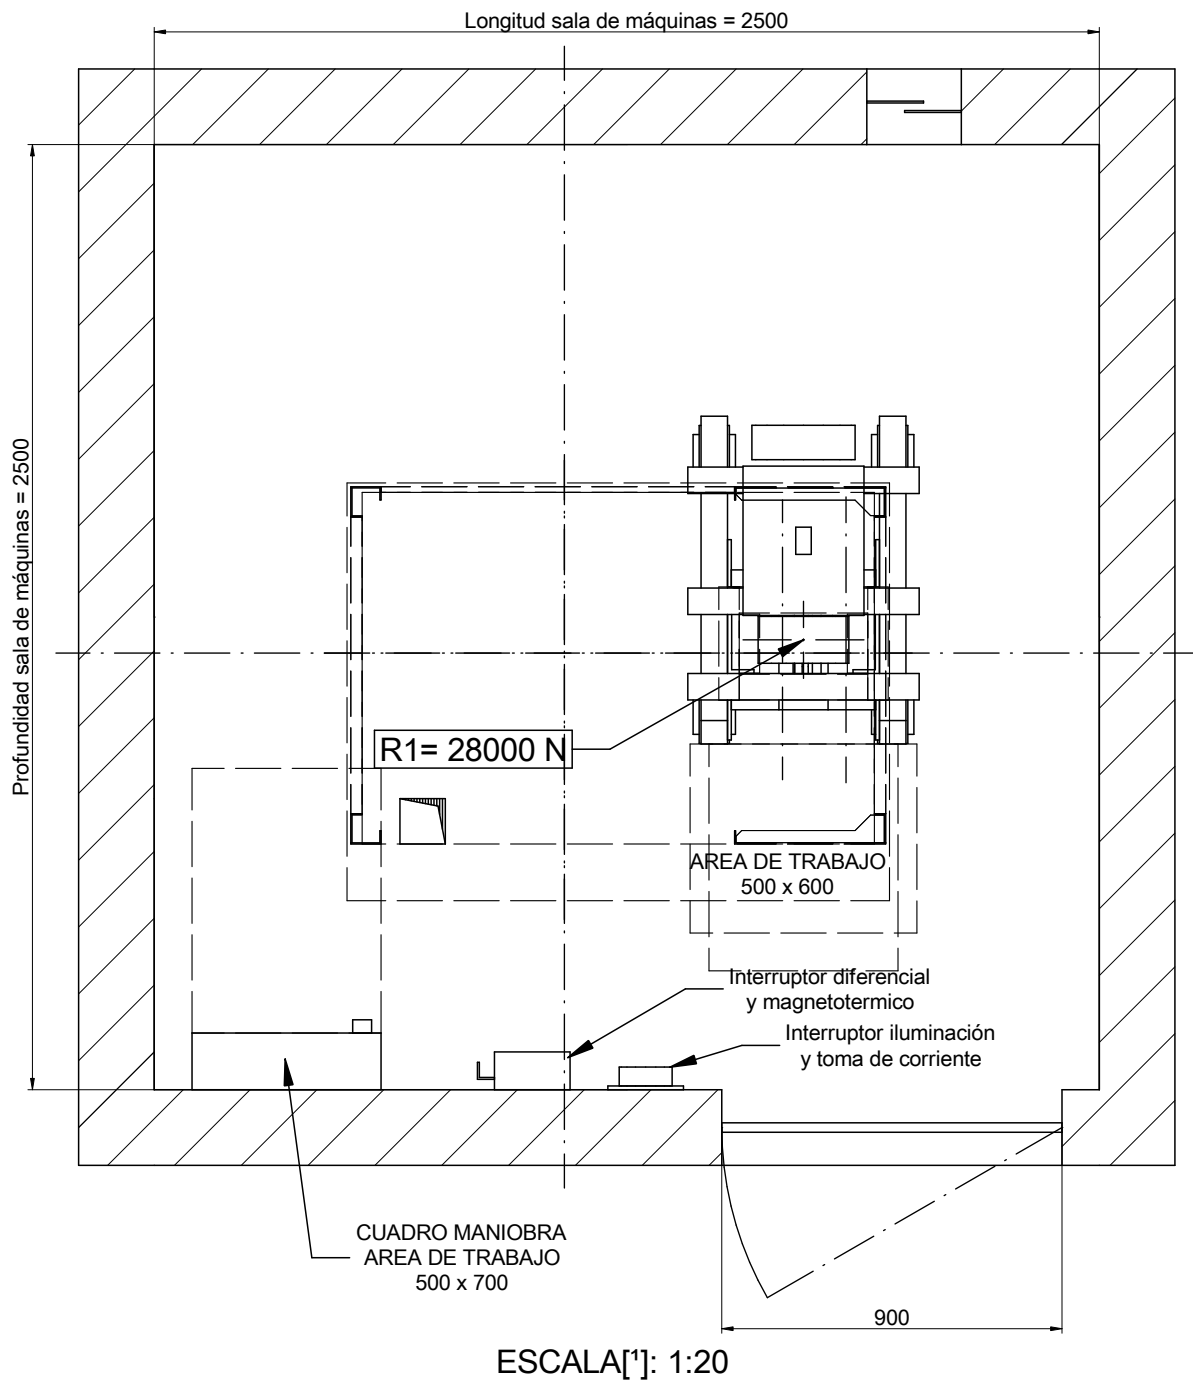 Longitud sala de máquinas = 2500
Profundidad sala de máquinas = 2500
R1= 28000 N
AREA DE TRABAJO
500 x 600
Interruptor diferencial
y magnetotermico
Interruptor iluminación
y toma de corriente
CUADRO MANIOBRA
AREA DE TRABAJO
500 x 700
900
ESCALA[¹]: 1:20